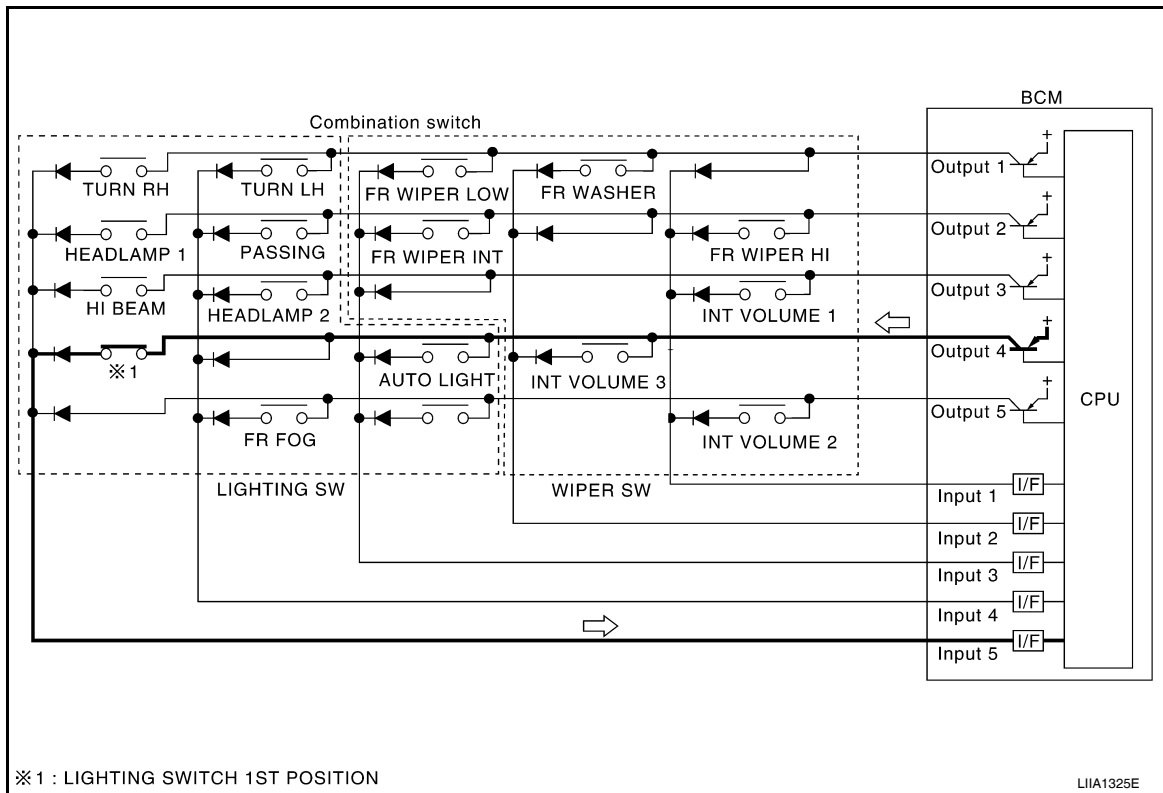 BCM
Combination switch
TURN RH
TURN LH
FR WIPER LOW
FR WASHER
Output 1
+
HEADLAMP 1
PASSING
FR WIPER INT
FR WIPER HI
Output 2
+
HI BEAM
HEADLAMP 2
INT VOLUME 1
Output 3
+
※1
AUTO LIGHT
INT VOLUME 3
Output 4
+
CPU
FR FOG
INT VOLUME 2
Output 5
+
LIGHTING SW
WIPER SW
Input 1
I/F
Input 2
I/F
Input 3
I/F
Input 4
I/F
Input 5
I/F
※1 : LIGHTING SWITCH 1ST POSITION
LIIA1325E